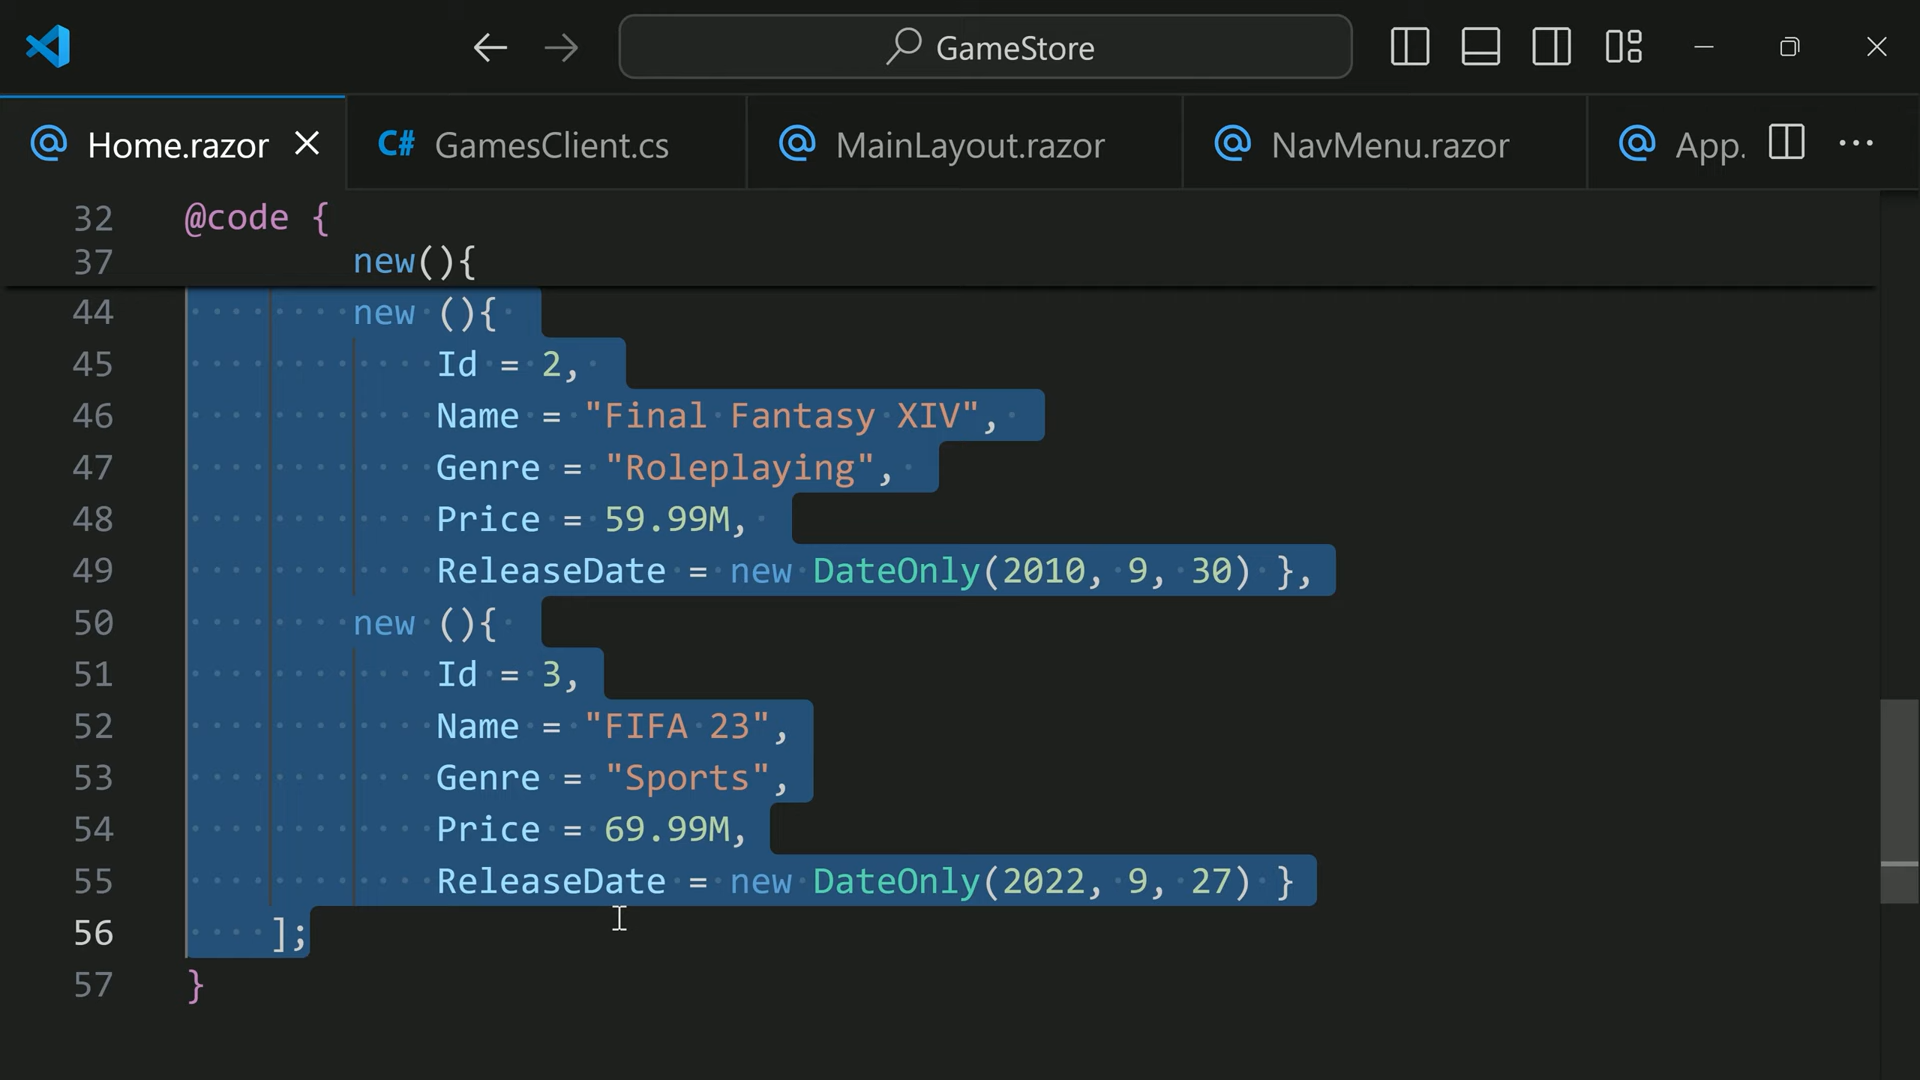 GameStore
Home.razor
C# GamesClient.cs
MainLayout.razor
NavMenu.razor
App.
32 @code {
37 new(){
44 new (){
45 Id = 2,
46 Name = "Final Fantasy XIV",
47 Genre = "Roleplaying",
48 Price = 59.99M,
49 ReleaseDate = new DateOnly(2010, 9, 30) },
50 new (){
51 Id = 3,
52 Name = "FIFA 23",
53 Genre = "Sports",
54 Price = 69.99M,
55 ReleaseDate = new DateOnly(2022, 9, 27) }
56 ];
57 }